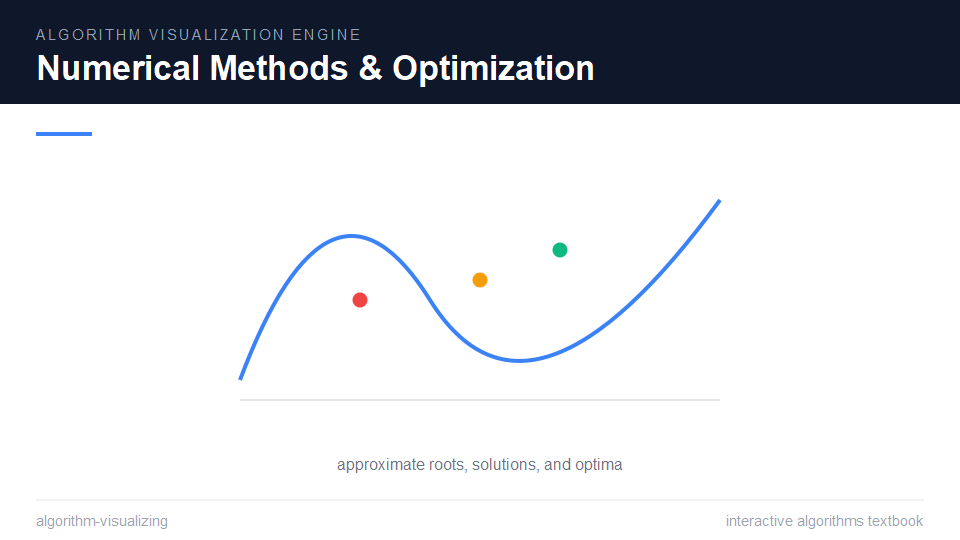 ALGORITHM VISUALIZATION ENGINE
Numerical Methods & Optimization
approximate roots, solutions, and optima
algorithm-visualizing
interactive algorithms textbook